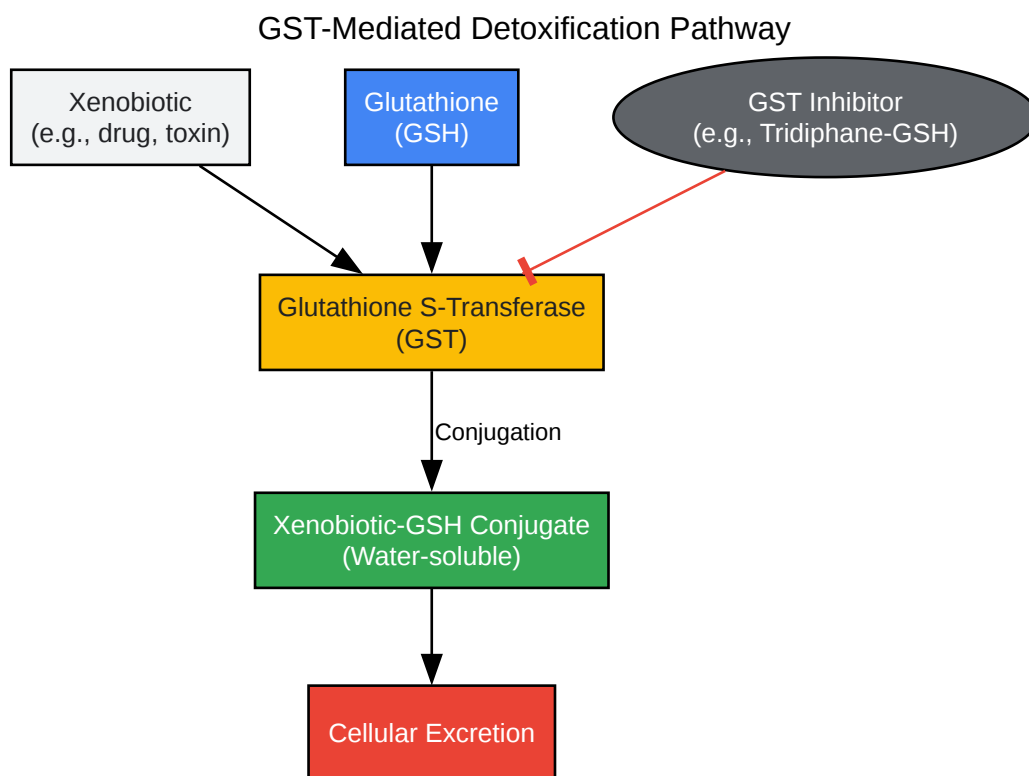 GST-Mediated Detoxification Pathway
Xenobiotic
(e.g., drug, toxin)
Glutathione
(GSH)
GST Inhibitor
(e.g., Tridiphane-GSH)
Glutathione S-Transferase
(GST)
Conjugation
Xenobiotic-GSH Conjugate
(Water-soluble)
Cellular Excretion